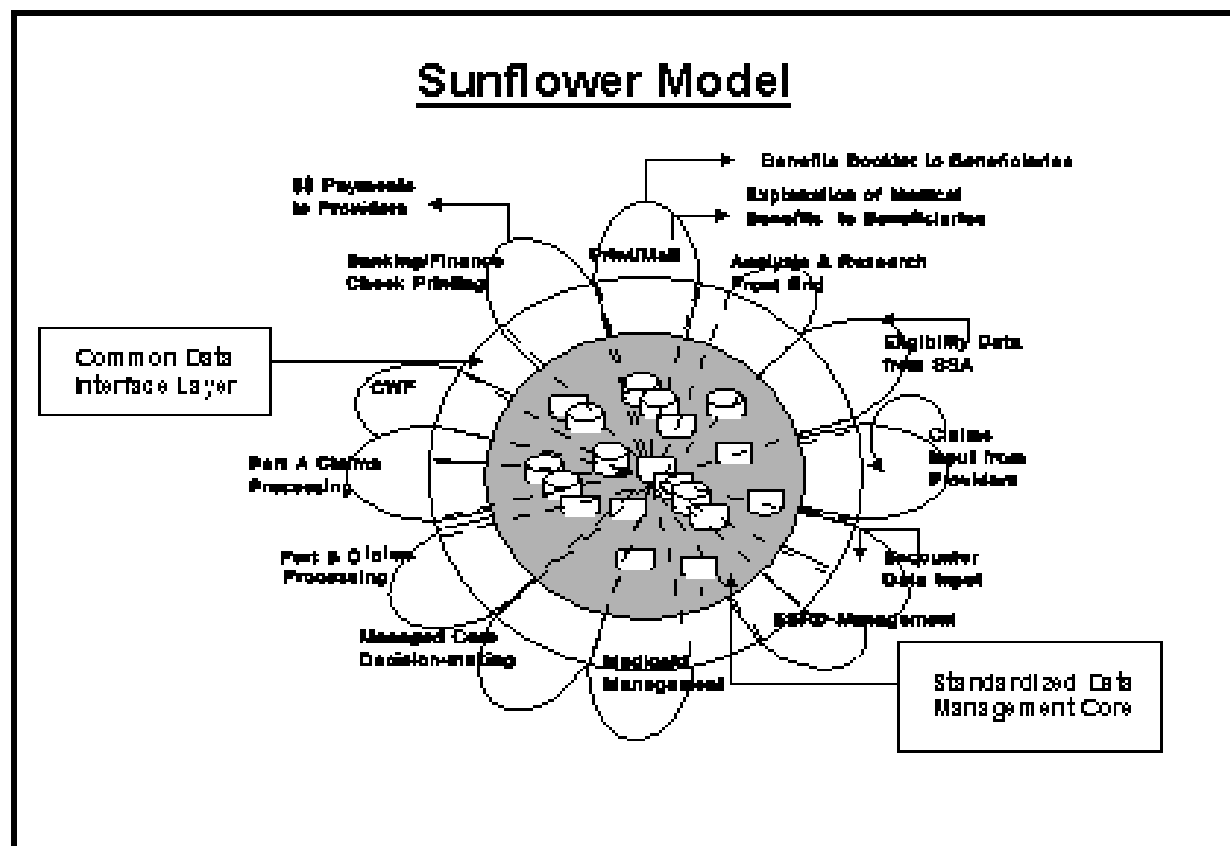 Sunflower Model
Benefits Booklet to Beneficiaries
$$ Payments
to Providers
Explanation of Medical
Benefits to Beneficiaries
Print/Mail
Banking/Finance
Check Printing
Analysis & Research
Front End
Common Data
Interface Layer
Eligibility Data
from SSA
CWF
Claims
Input from
Providers
Part A Claims
Processing
Part B Claims
Processing
Encounter
Data Input
ESRD Management
Managed Care
Decision-making
Medicaid
Management
Standardized Data
Management Core